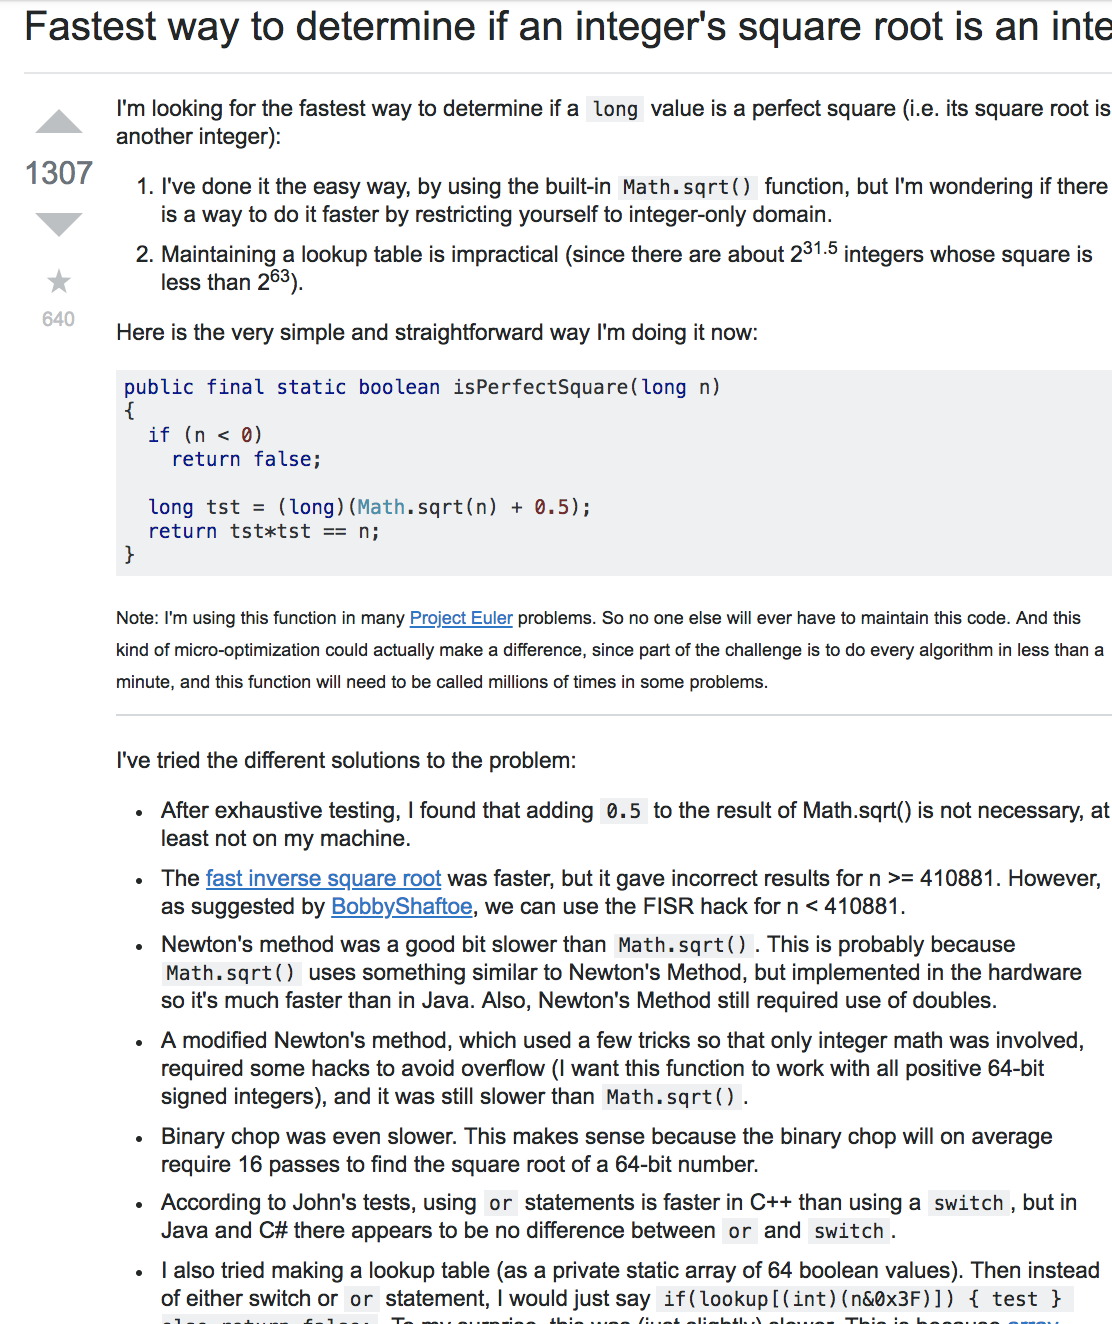 Fastest way to determine if an integer's square root is an inte
I'm looking for the fastest way to determine if a long value is a perfect square (i.e. its square root is
another integer):
1307
1. I've done it the easy way, by using the built-in Math.sqrt() function, but I'm wondering if there
is a way to do it faster by restricting yourself to integer-only domain.
2. Maintaining a lookup table is impractical (since there are about 2^31.5 integers whose square is
less than 2^63).
640
Here is the very simple and straightforward way I'm doing it now:
public final static boolean isPerfectSquare(long n)
{
  if (n < 0)
    return false;

  long tst = (long)(Math.sqrt(n) + 0.5);
  return tst*tst == n;
}
Note: I'm using this function in many Project Euler problems. So no one else will ever have to maintain this code. And this
kind of micro-optimization could actually make a difference, since part of the challenge is to do every algorithm in less than a
minute, and this function will need to be called millions of times in some problems.
I've tried the different solutions to the problem:
• After exhaustive testing, I found that adding 0.5 to the result of Math.sqrt() is not necessary, at
least not on my machine.
• The fast inverse square root was faster, but it gave incorrect results for n >= 410881. However,
as suggested by BobbyShaftoe, we can use the FISR hack for n < 410881.
• Newton's method was a good bit slower than Math.sqrt(). This is probably because
Math.sqrt() uses something similar to Newton's Method, but implemented in the hardware
so it's much faster than in Java. Also, Newton's Method still required use of doubles.
• A modified Newton's method, which used a few tricks so that only integer math was involved,
required some hacks to avoid overflow (I want this function to work with all positive 64-bit
signed integers), and it was still slower than Math.sqrt().
• Binary chop was even slower. This makes sense because the binary chop will on average
require 16 passes to find the square root of a 64-bit number.
• According to John's tests, using or statements is faster in C++ than using a switch, but in
Java and C# there appears to be no difference between or and switch.
• I also tried making a lookup table (as a private static array of 64 boolean values). Then instead
of either switch or or statement, I would just say if(lookup[(int)(n&0x3F)]) { test }
else return false;. To my surprise, this was (just slightly) slower. This is because array